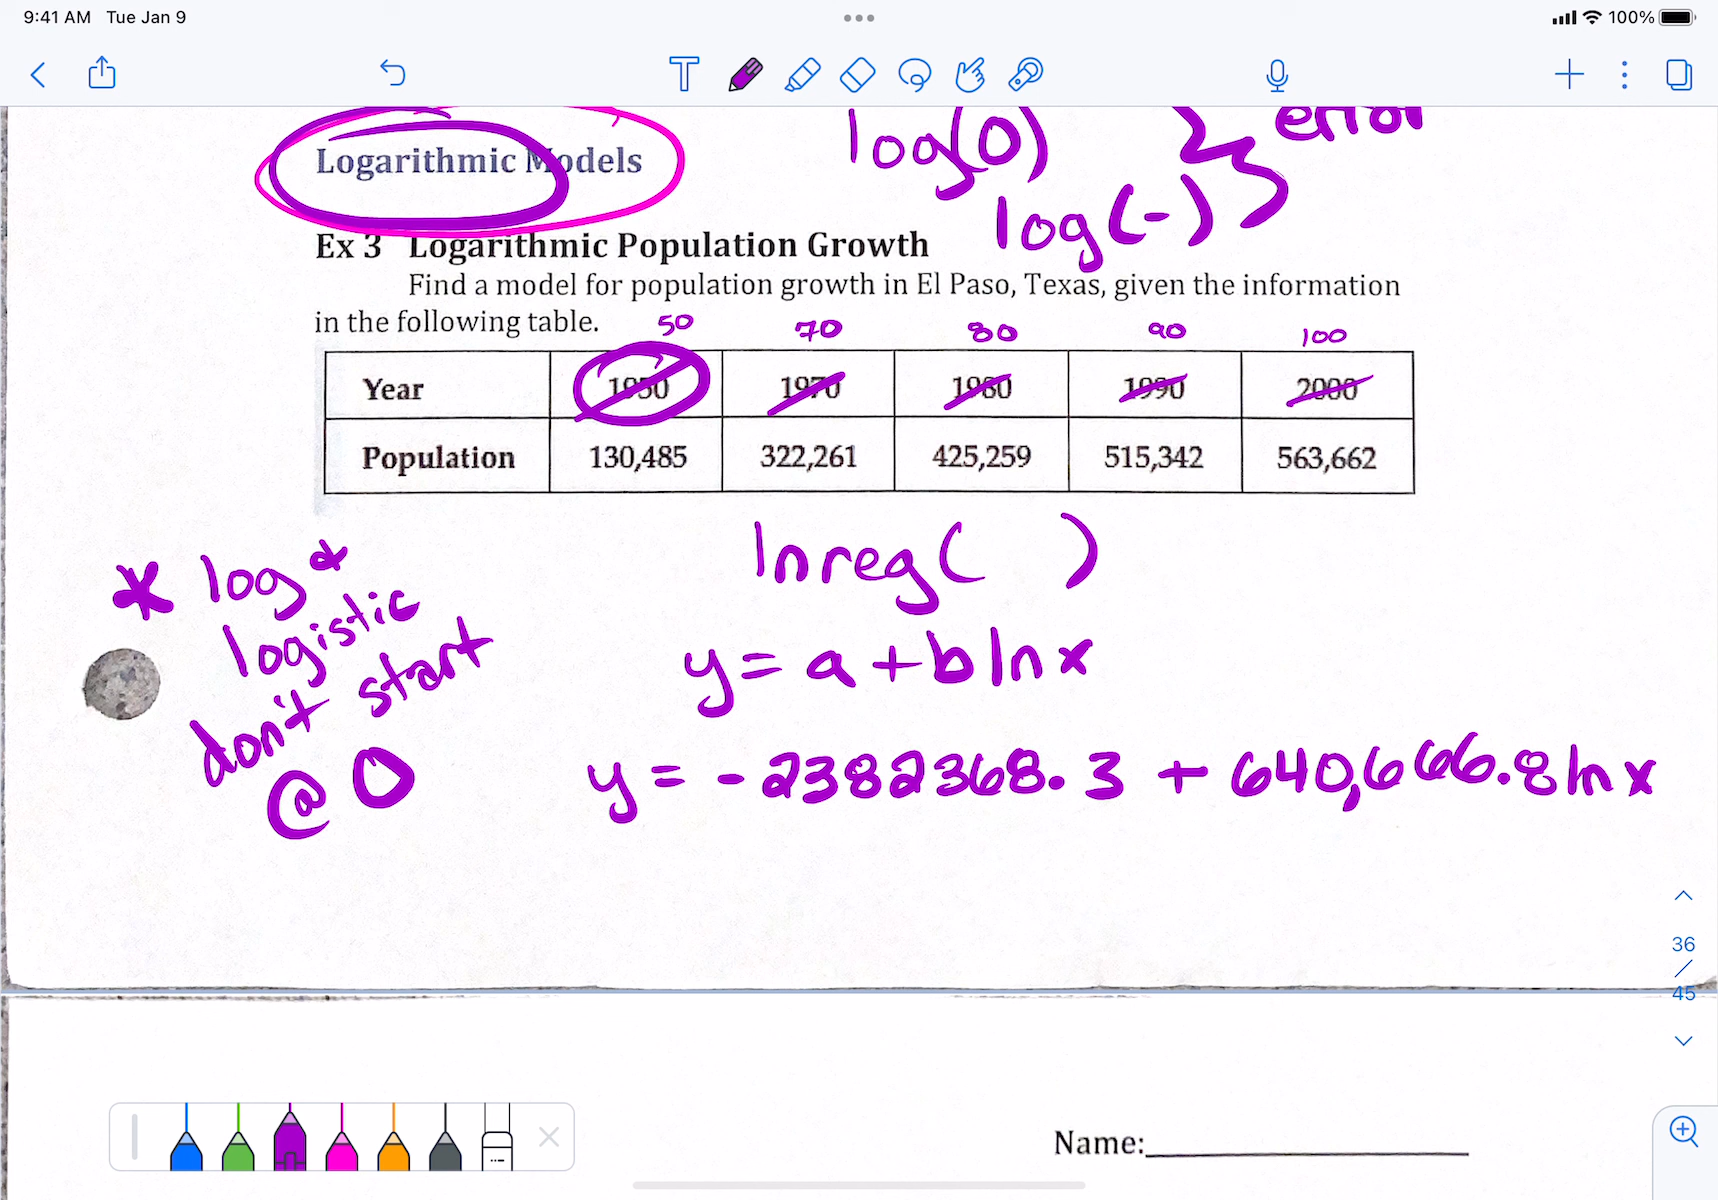 9:41 AM Tue Jan 9
100%
T
Logarithmic Models
log(0)
log(-)
error
Ex 3 Logarithmic Population Growth
Find a model for population growth in El Paso, Texas, given the information
in the following table.
50 70 80 90 100
Year 1950 1970 1980 1990 2000
Population 130,485 322,261 425,259 515,342 563,662
lnreg( )
y = a + b ln x
y = -2382368.3 + 640,666.8 ln x
* log &
logistic
don't start
@ 0
36
/
45
Name: